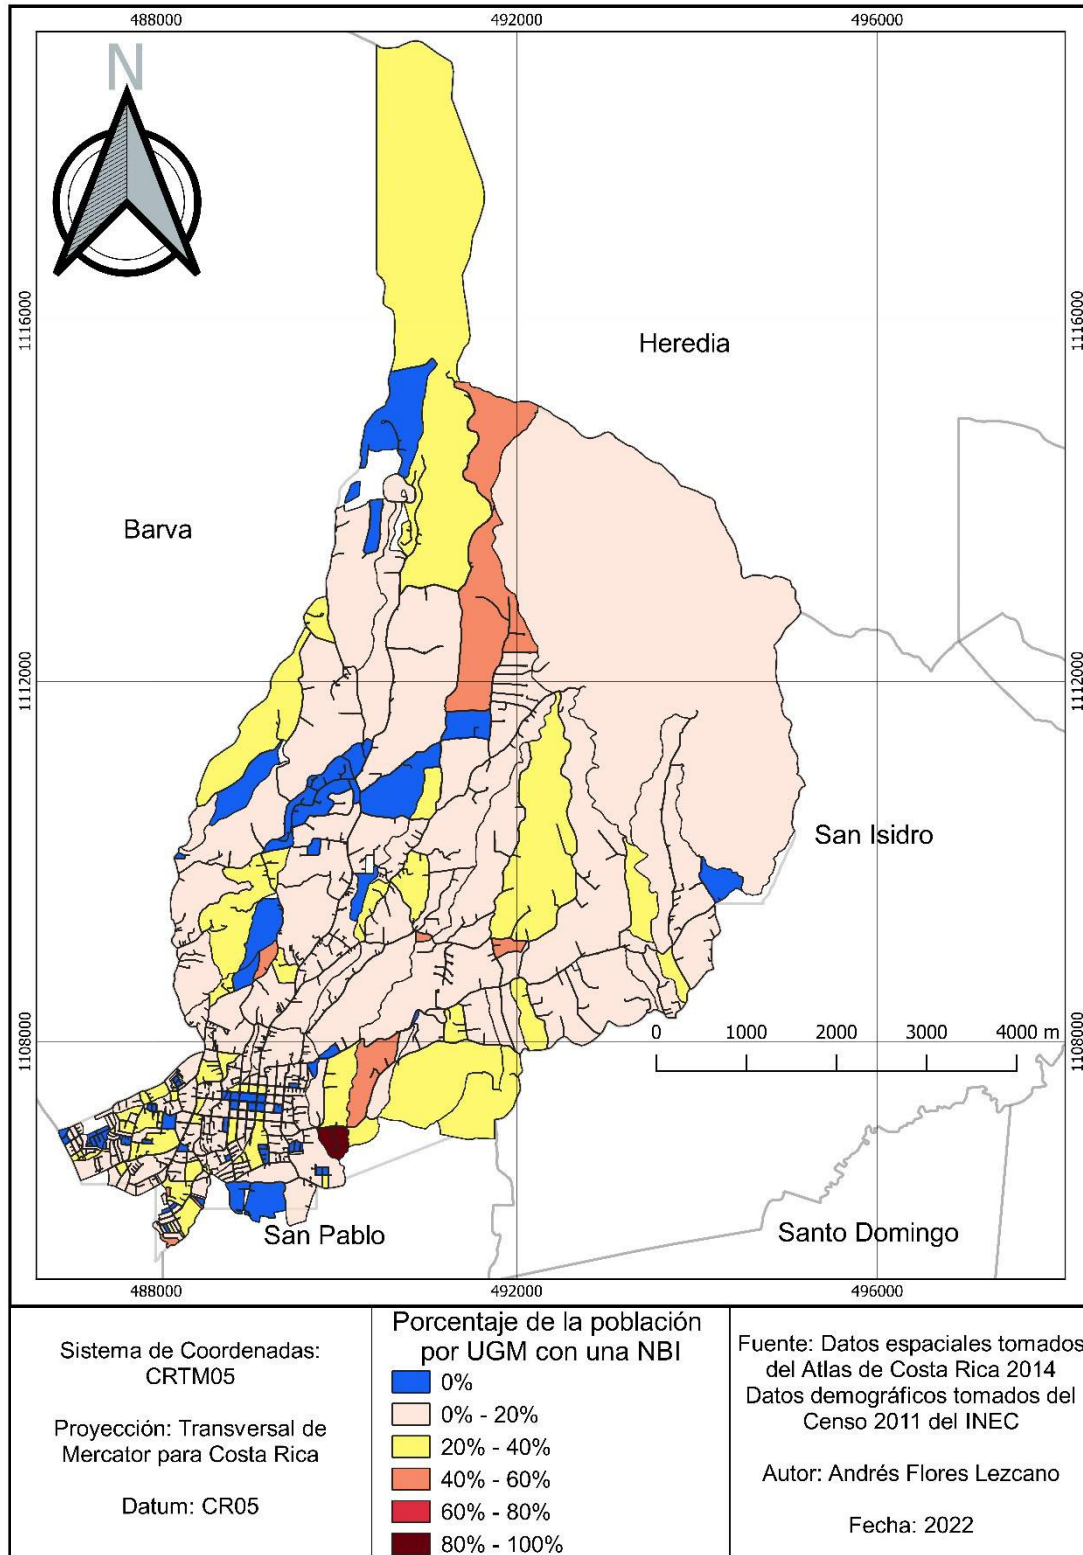 488000
492000
496000
N
1116000
1116000
Heredia
Barva
1112000
1112000
San Isidro
0
1000
2000
3000
4000 m
1108000
1108000
San Pablo
Santo Domingo
488000
492000
496000
Sistema de Coordenadas:
CRTM05
Proyección: Transversal de
Mercator para Costa Rica
Datum: CR05
Porcentaje de la población
por UGM con una NBI
0%
0% - 20%
20% - 40%
40% - 60%
60% - 80%
80% - 100%
Fuente: Datos espaciales tomados
del Atlas de Costa Rica 2014
Datos demográficos tomados del
Censo 2011 del INEC
Autor: Andrés Flores Lezcano
Fecha: 2022